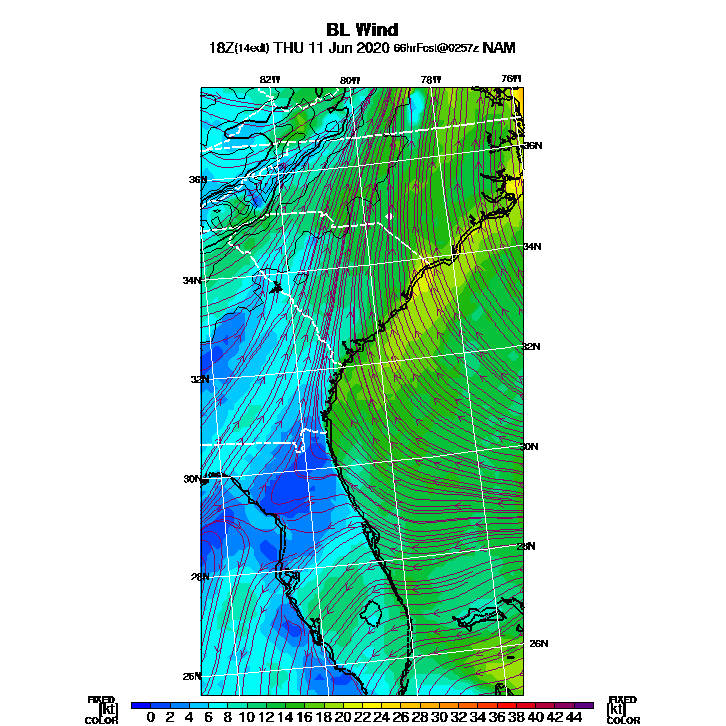 BL Wind
18Z(14edt) THU 11 Jun 2020 66hrFcst@0257z NAM
82W 80W 78W 76W
36N
36N
34N
34N
32N
32N
30N
30N
28N
28N
26N
26N
FIXED FIXED
[kt] 0 2 4 6 8 10 12 14 16 18 20 22 24 26 28 30 32 34 36 38 40 42 44 [kt]
COLOR COLOR